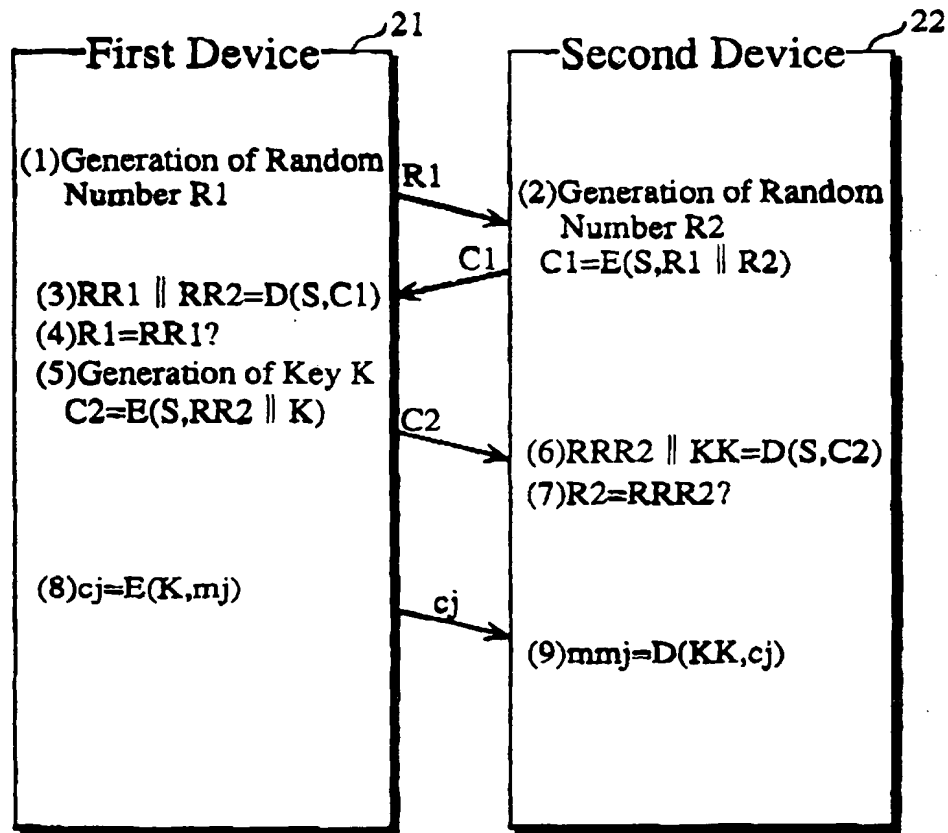 21
22
First Device
Second Device
(1)Generation of Random
Number R1
R1
(2)Generation of Random
Number R2
C1=E(S,R1 ∥ R2)
C1
(3)RR1 ∥ RR2=D(S,C1)
(4)R1=RR1?
(5)Generation of Key K
C2=E(S,RR2 ∥ K)
C2
(6)RRR2 ∥ KK=D(S,C2)
(7)R2=RRR2?
(8)cj=E(K,mj)
cj
(9)mmj=D(KK,cj)